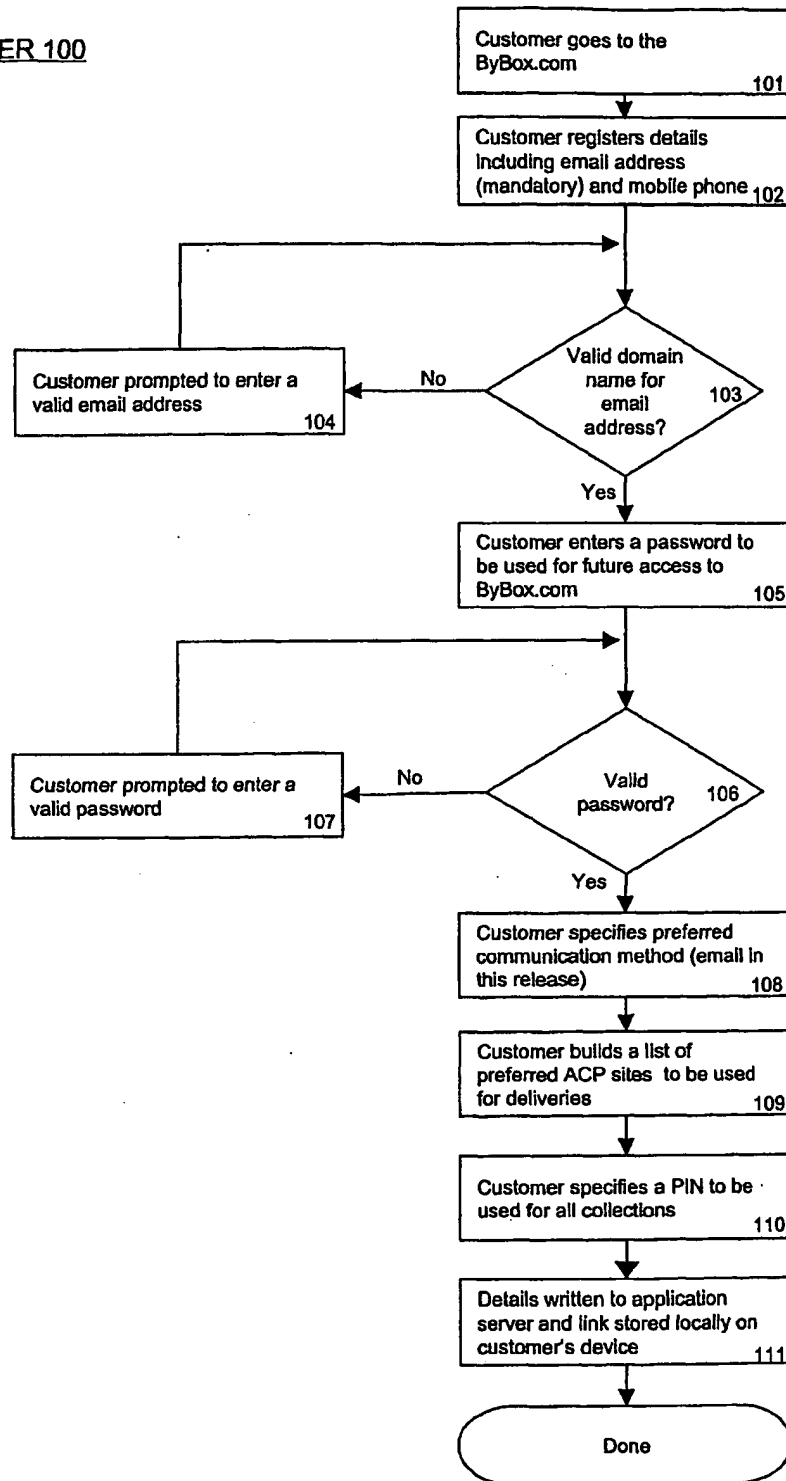 ER 100
Customer goes to the
ByBox.com
101
Customer registers details
including email address
(mandatory) and mobile phone
102
Valid domain
name for
email
address?
103
No
Customer prompted to enter a
valid email address
104
Yes
Customer enters a password to
be used for future access to
ByBox.com
105
Valid
password?
106
No
Customer prompted to enter a
valid password
107
Yes
Customer specifies preferred
communication method (email in
this release)
108
Customer builds a list of
preferred ACP sites to be used
for deliveries
109
Customer specifies a PIN to be
used for all collections
110
Details written to application
server and link stored locally on
customer's device
111
Done